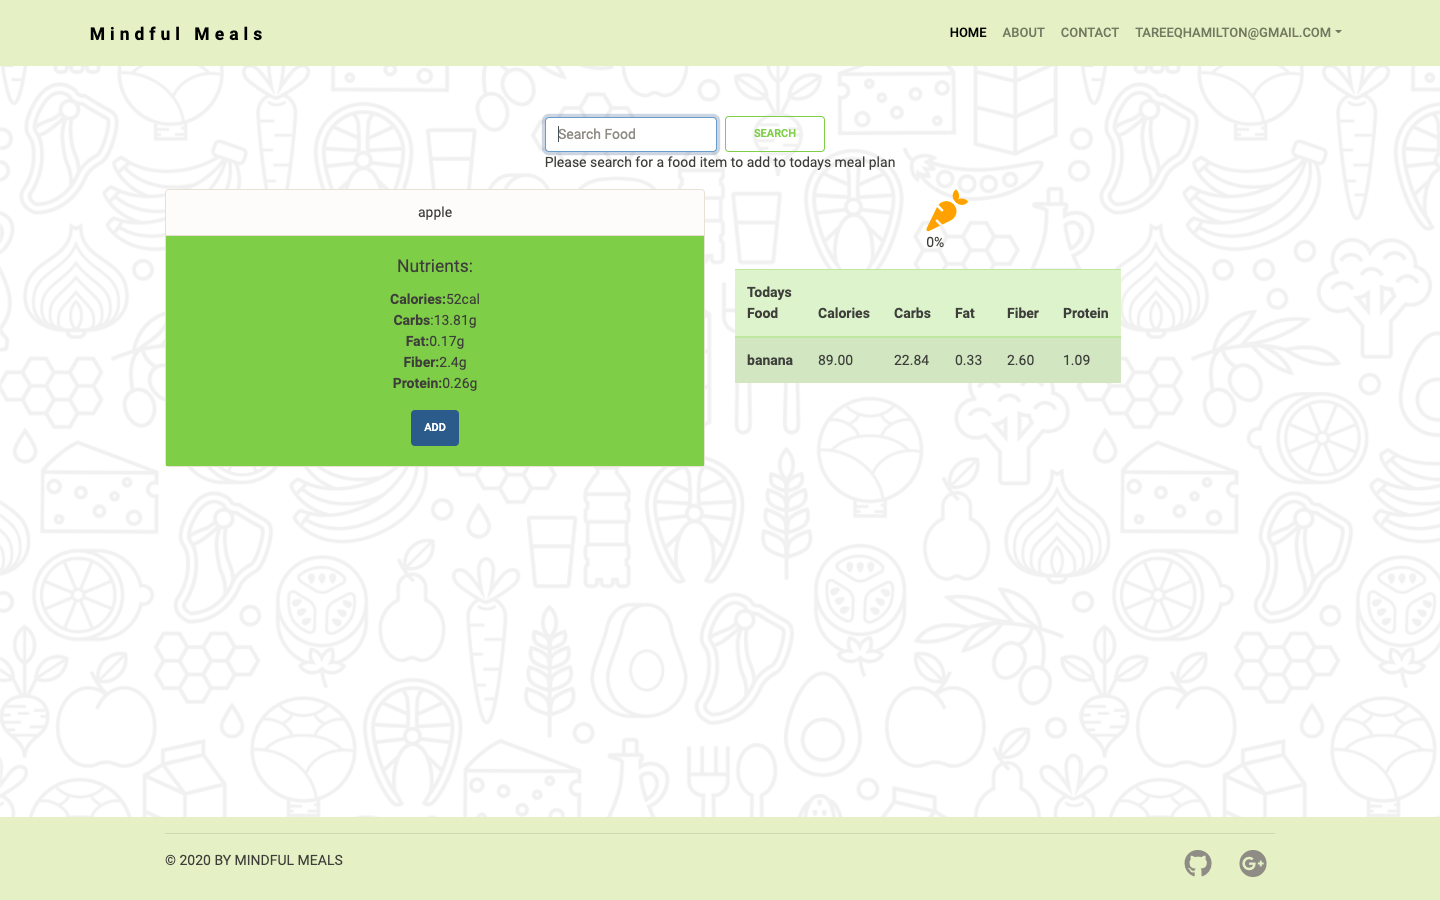 Mindful Meals
HOME ABOUT CONTACT TAREEQHAMILTON@GMAIL.COM
Search Food SEARCH
Please search for a food item to add to todays meal plan
apple
Nutrients:
Calories:52cal
Carbs:13.81g
Fat:0.17g
Fiber:2.4g
Protein:0.26g
ADD
0%
Todays
Food Calories Carbs Fat Fiber Protein
banana 89.00 22.84 0.33 2.60 1.09
© 2020 BY MINDFUL MEALS
G+